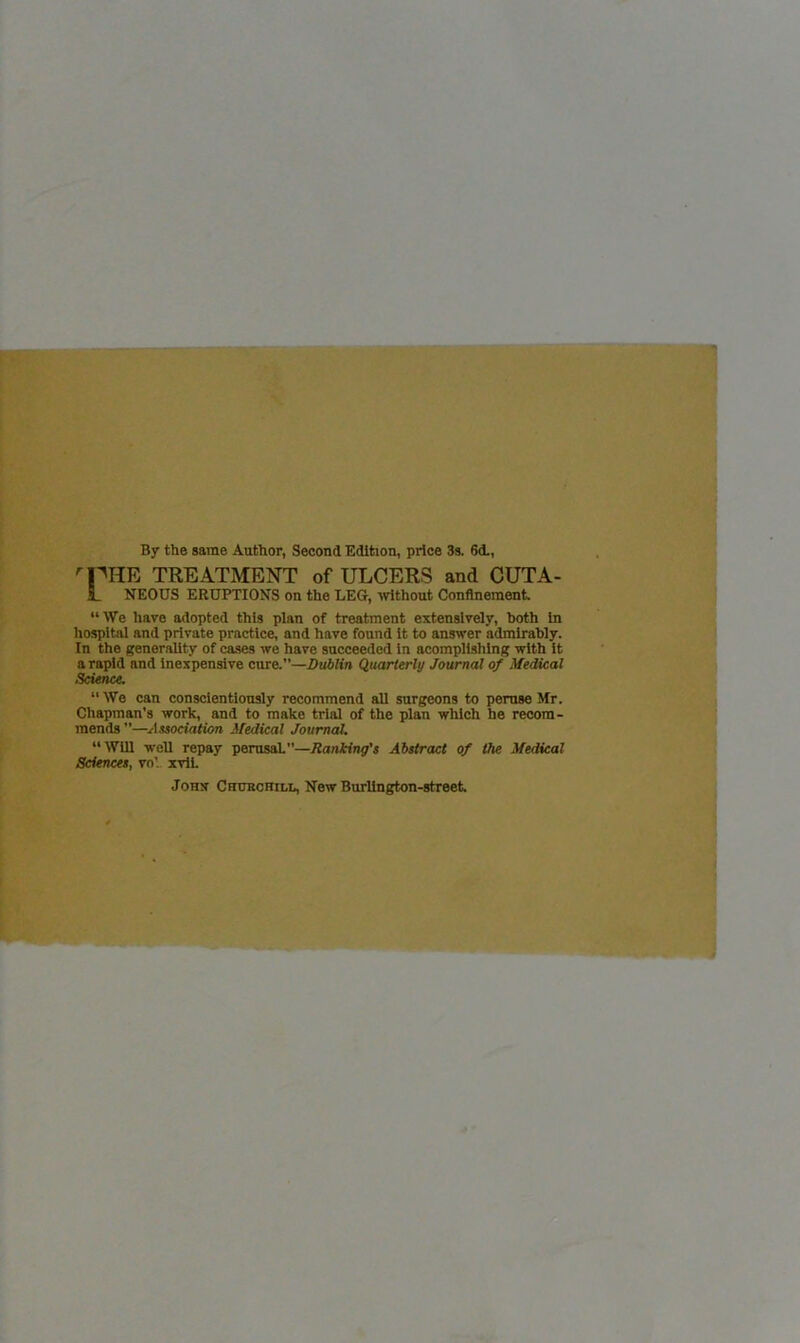 By the same Author, Second Edition, price 3s. 6d.,
THE TREATMENT of ULCERS and CUTA-
NEOUS ERUPTIONS on the LEG, without Confinement.
“We have adopted this plan of treatment extensively, both in
hospital and private practice, and have found it to answer admirably.
In the generality of cases we have succeeded in acomplishing with it
a rapid and inexpensive cure.”—Dublin Quarterly Journal of Medical
Science.
“We can conscientiously recommend all surgeons to peruse Mr.
Chapman's work, and to make trial of the plan which he recom-
mends”—Association Medical Journal.
“Will well repay perusal.”—Ranking's Abstract of the Medical
Sciences, vol. xvii.
John Churchill, New Burlington-street.